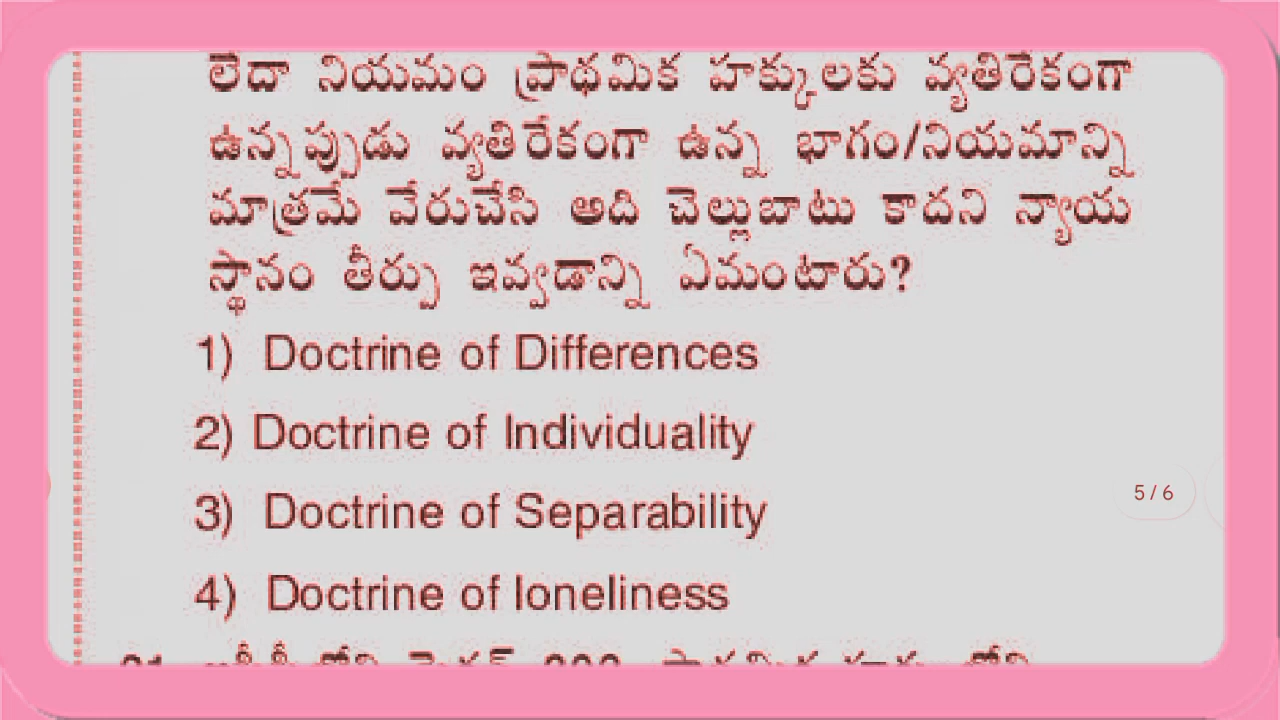 లేదా నియమం ప్రాథమిక హక్కులకు వ్యతిరేకంగా
ఉన్నప్పుడు వ్యతిరేకంగా ఉన్న భాగం/నియమాన్ని
మాత్రమే వేరుచేసి అది చెల్లుబాటు కాదని న్యాయ
స్థానం తీర్పు ఇవ్వడాన్ని ఏమంటారు?
1) Doctrine of Differences
2) Doctrine of Individuality
3) Doctrine of Separability
5 / 6
4) Doctrine of loneliness